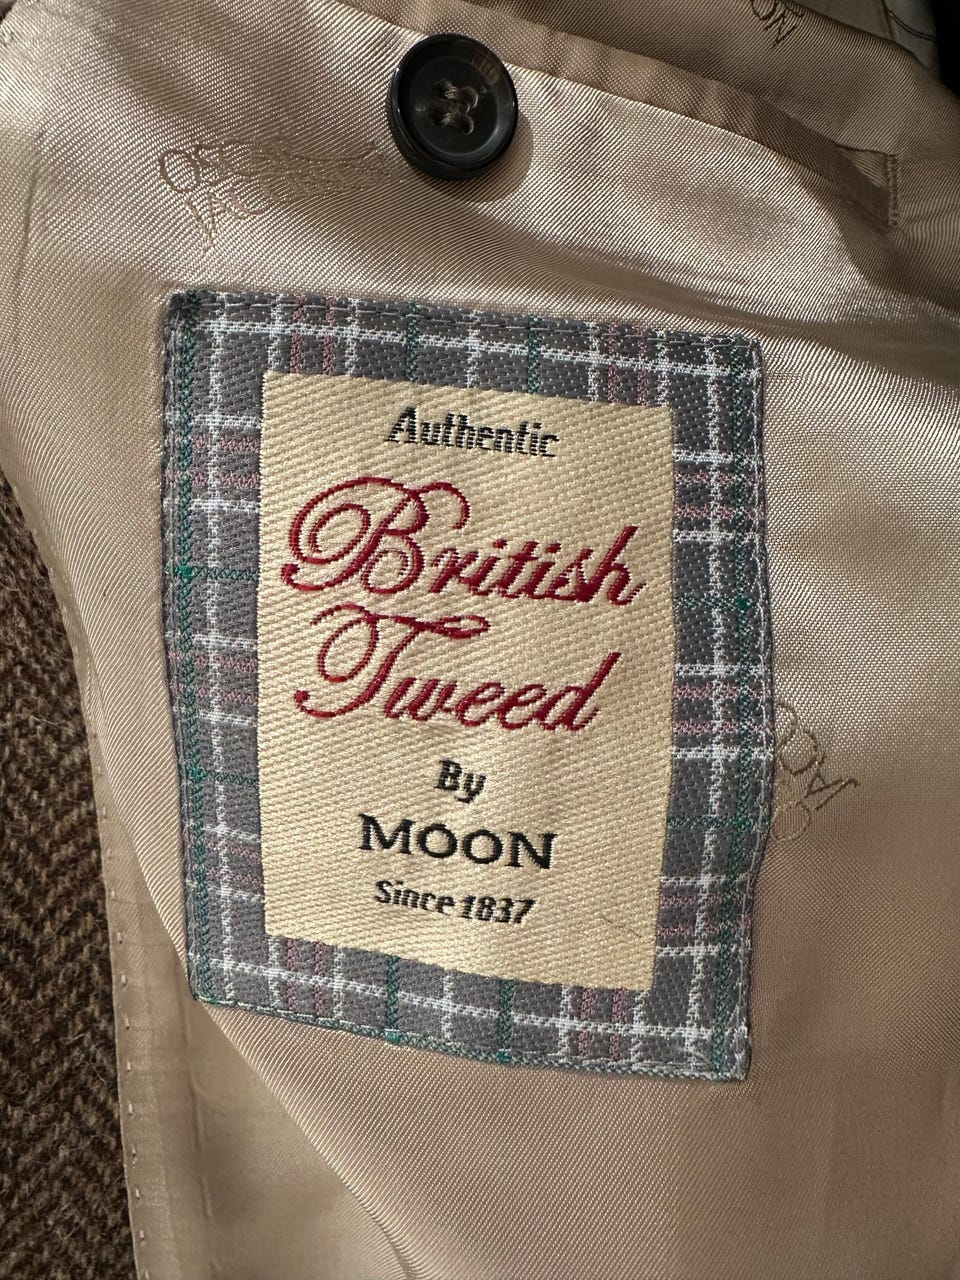 Authentic
British
Tweed
By
MOON
Since 1837